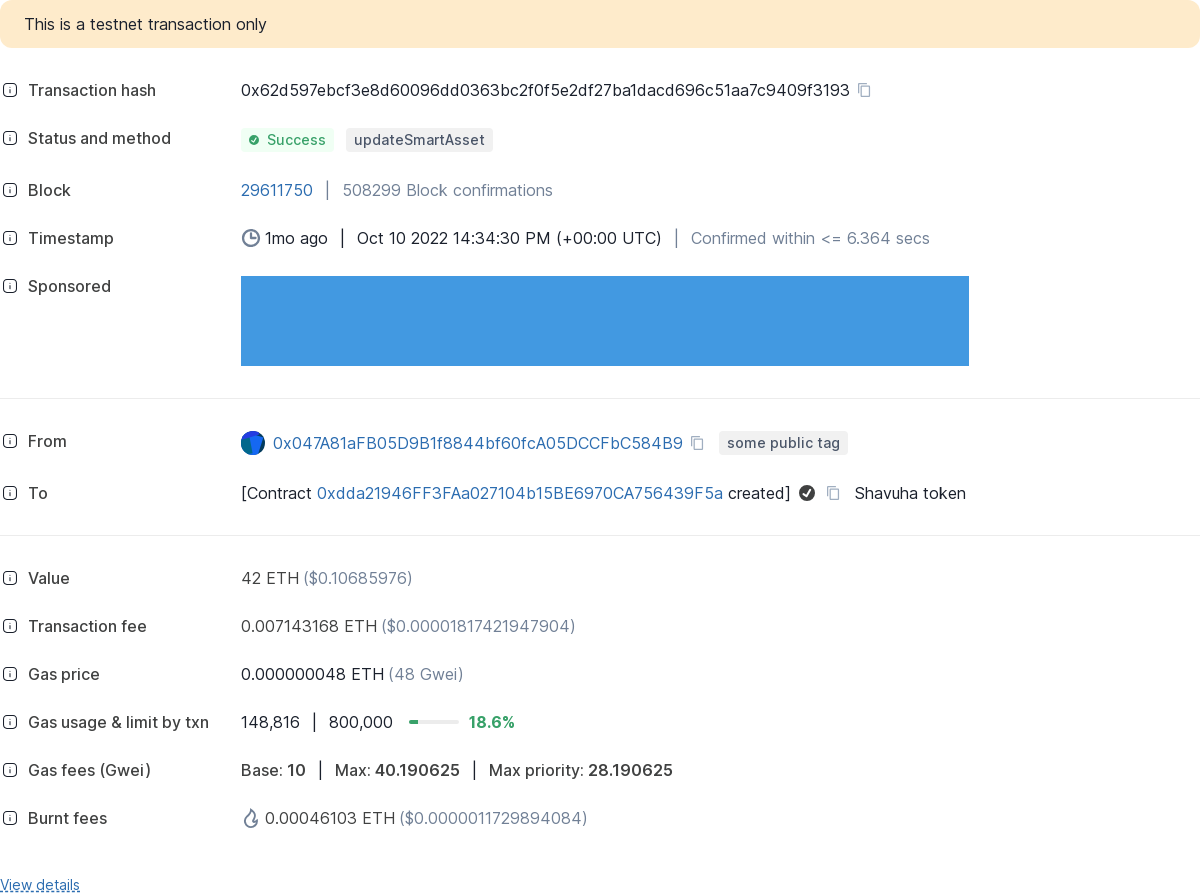 This is a testnet transaction only
Transaction hash 0x62d597ebcf3e8d60096dd0363bc2f0f5e2df27ba1dacd696c51aa7c9409f3193
Status and method Success updateSmartAsset
Block 29611750 | 508299 Block confirmations
Timestamp 1mo ago | Oct 10 2022 14:34:30 PM (+00:00 UTC) | Confirmed within <= 6.364 secs
Sponsored
From 0x047A81aFB05D9B1f8844bf60fcA05DCCFbC584B9 some public tag
To [Contract 0xdda21946FF3FAa027104b15BE6970CA756439F5a created] Shavuha token
Value 42 ETH ($0.10685976)
Transaction fee 0.007143168 ETH ($0.00001817421947904)
Gas price 0.000000048 ETH (48 Gwei)
Gas usage & limit by txn 148,816 | 800,000 18.6%
Gas fees (Gwei) Base: 10 | Max: 40.190625 | Max priority: 28.190625
Burnt fees 0.00046103 ETH ($0.0000011729894084)
View details